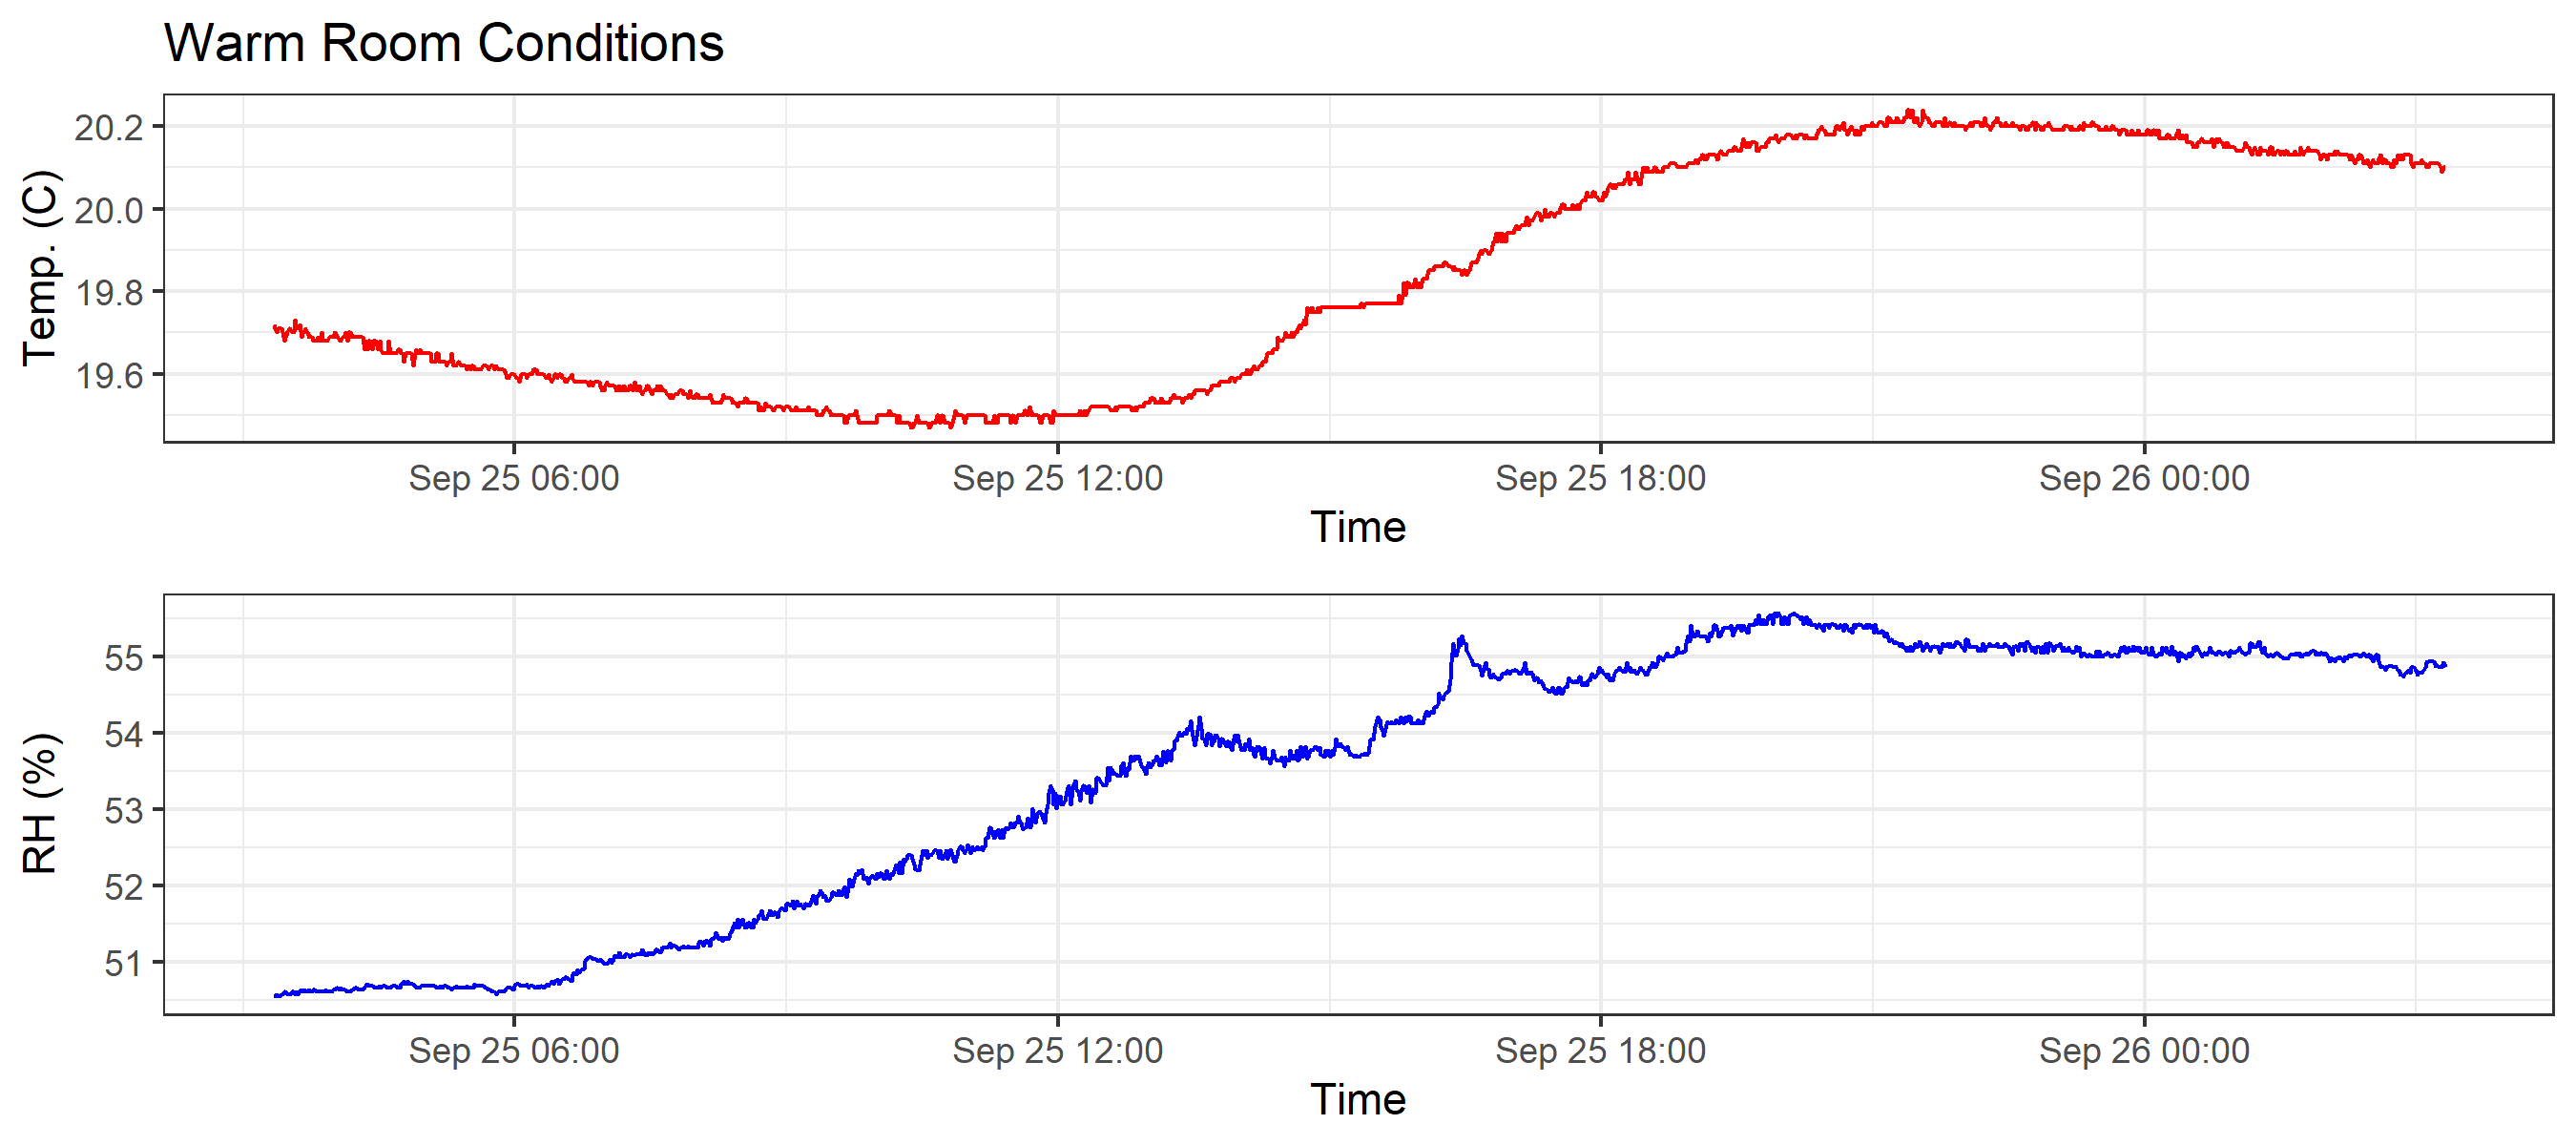 Warm Room Conditions
Temp. (C)
20.2
20.0
19.8
19.6
Sep 25 06:00 Sep 25 12:00 Sep 25 18:00 Sep 26 00:00
Time
RH (%)
55
54
53
52
51
Sep 25 06:00 Sep 25 12:00 Sep 25 18:00 Sep 26 00:00
Time